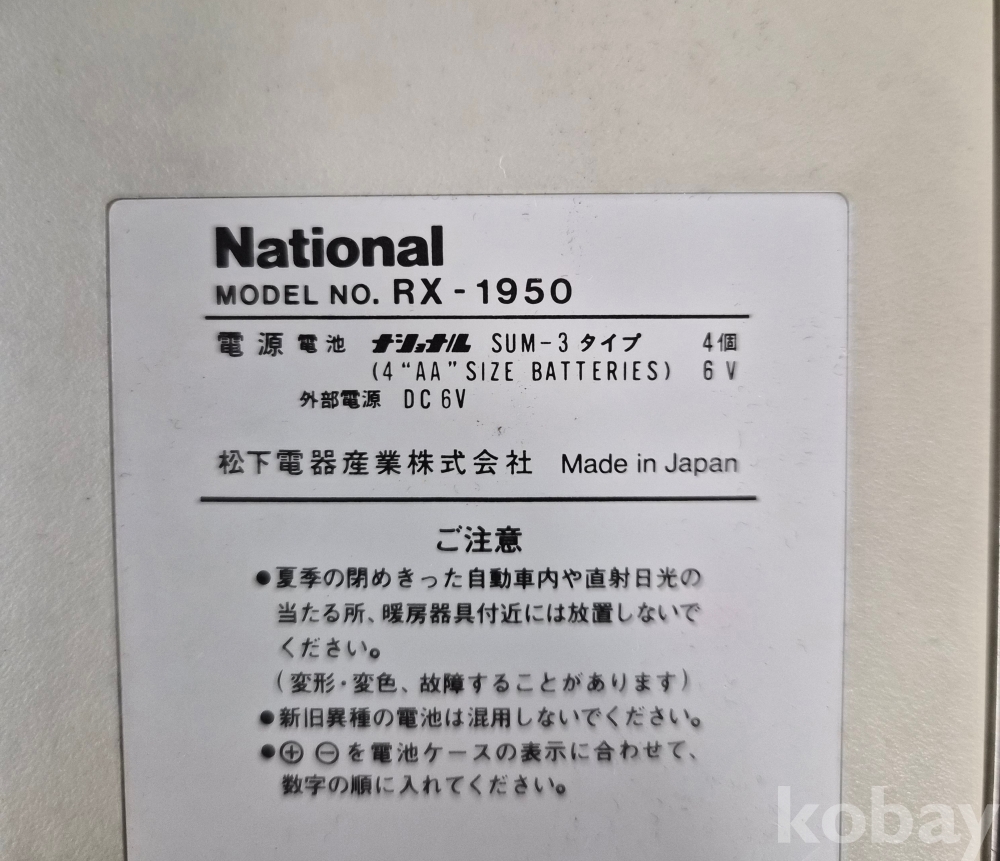 National
MODEL NO. RX-1950
電源 電池 ナショナル SUM-3タイプ 4個
(4 "AA" SIZE BATTERIES) 6V
外部電源 DC 6V
松下電器産業株式会社 Made in Japan
ご注意
●夏季の閉めきった自動車内や直射日光の
当たる所、暖房器具付近には放置しないで
ください。
(変形・変色、故障することがあります)
●新旧異種の電池は混用しないでください。
●⊕ ⊖を電池ケースの表示に合わせて、
数字の順に入れてください。
kobay